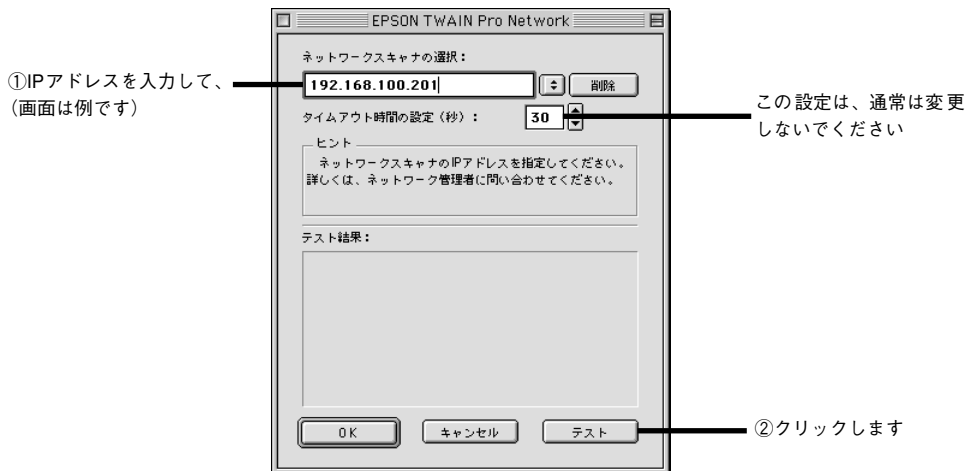 EPSON TWAIN Pro Network
ネットワークスキャナの選択：
①IPアドレスを入力して、
（画面は例です）
192.168.100.201
削除
タイムアウト時間の設定（秒）：
30
この設定は、通常は変更
しないでください
ヒント
ネットワークスキャナのIPアドレスを指定してください。
詳しくは、ネットワーク管理者に問い合わせてください。
テスト結果：
OK
キャンセル
テスト
②クリックします